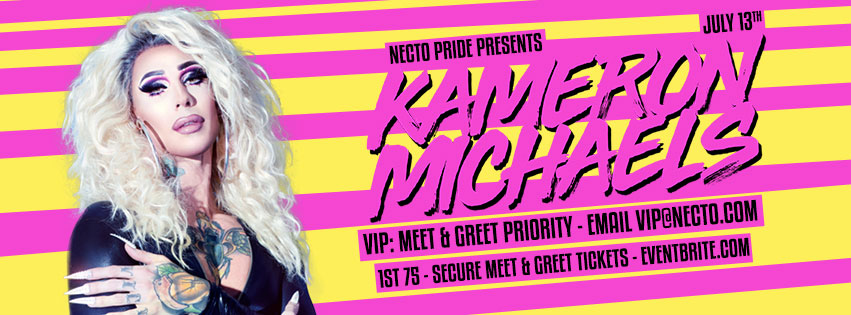 NECTO PRIDE PRESENTS
JULY 13TH
KAMERON
MICHAELS
VIP: MEET & GREET PRIORITY - EMAIL VIP@NECTO.COM
1ST 75 - SECURE MEET & GREET TICKETS - EVENTBRITE.COM